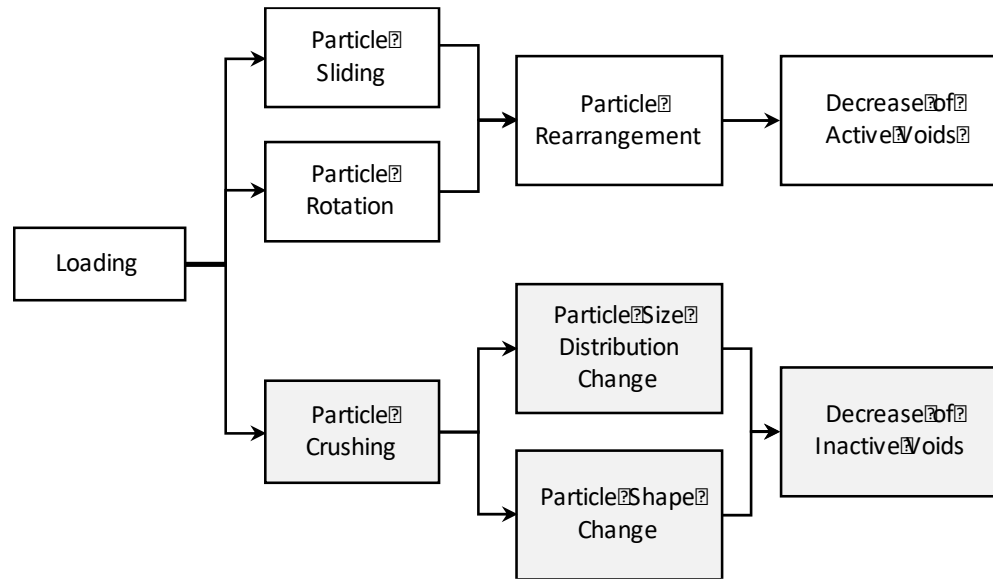 Particle
Sliding
Particle
Rearrangement
Decrease of
Active Voids
Particle
Rotation
Loading
Particle Size
Distribution
Change
Particle
Crushing
Decrease of
Inactive Voids
Particle Shape
Change